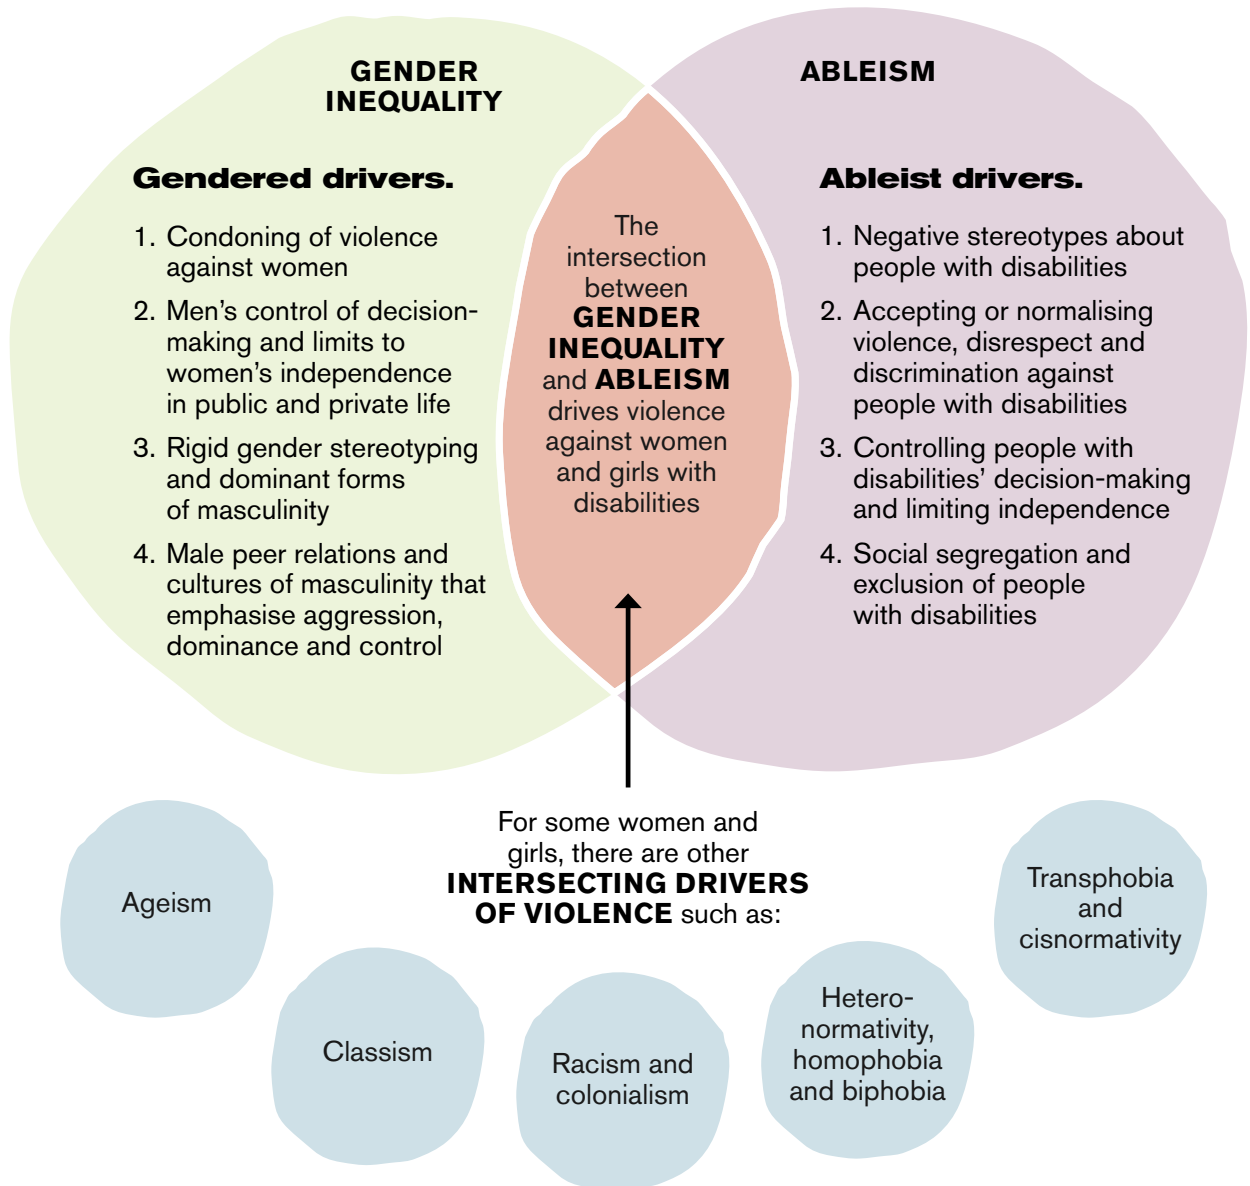 GENDER
INEQUALITY
Gendered drivers.
1. Condoning of violence
against women
2. Men’s control of decision-
making and limits to
women’s independence
in public and private life
3. Rigid gender stereotyping
and dominant forms
of masculinity
4. Male peer relations and
cultures of masculinity that
emphasise aggression,
dominance and control
The
intersection
between
GENDER
INEQUALITY
and ABLEISM
drives violence
against women
and girls with
disabilities
ABLEISM
Ableist drivers.
1. Negative stereotypes about
people with disabilities
2. Accepting or normalising
violence, disrespect and
discrimination against
people with disabilities
3. Controlling people with
disabilities’ decision-making
and limiting independence
4. Social segregation and
exclusion of people
with disabilities
For some women and
girls, there are other
INTERSECTING DRIVERS
OF VIOLENCE such as:
Ageism
Classism
Racism and
colonialism
Hetero-
normativity,
homophobia
and biphobia
Transphobia
and
cisnormativity